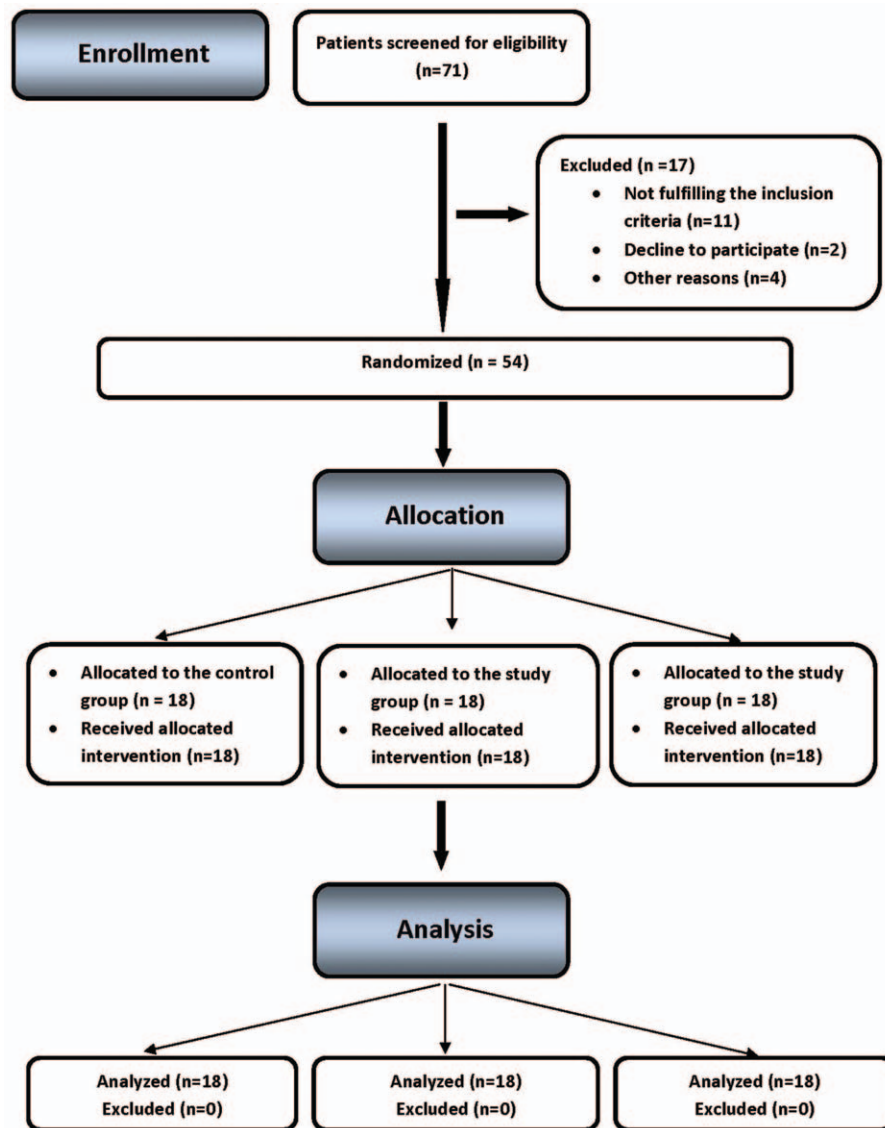 Enrollment
Patients screened for eligibility
(n=71)
Excluded (n =17)
• Not fulfilling the inclusion
criteria (n=11)
• Decline to participate (n=2)
• Other reasons (n=4)
Randomized (n = 54)
Allocation
• Allocated to the control
group (n = 18)
• Received allocated
intervention (n=18)
• Allocated to the study
group (n = 18)
• Received allocated
intervention (n=18)
• Allocated to the study
group (n = 18)
• Received allocated
intervention (n=18)
Analysis
Analyzed (n=18)
Excluded (n=0)
Analyzed (n=18)
Excluded (n=0)
Analyzed (n=18)
Excluded (n=0)